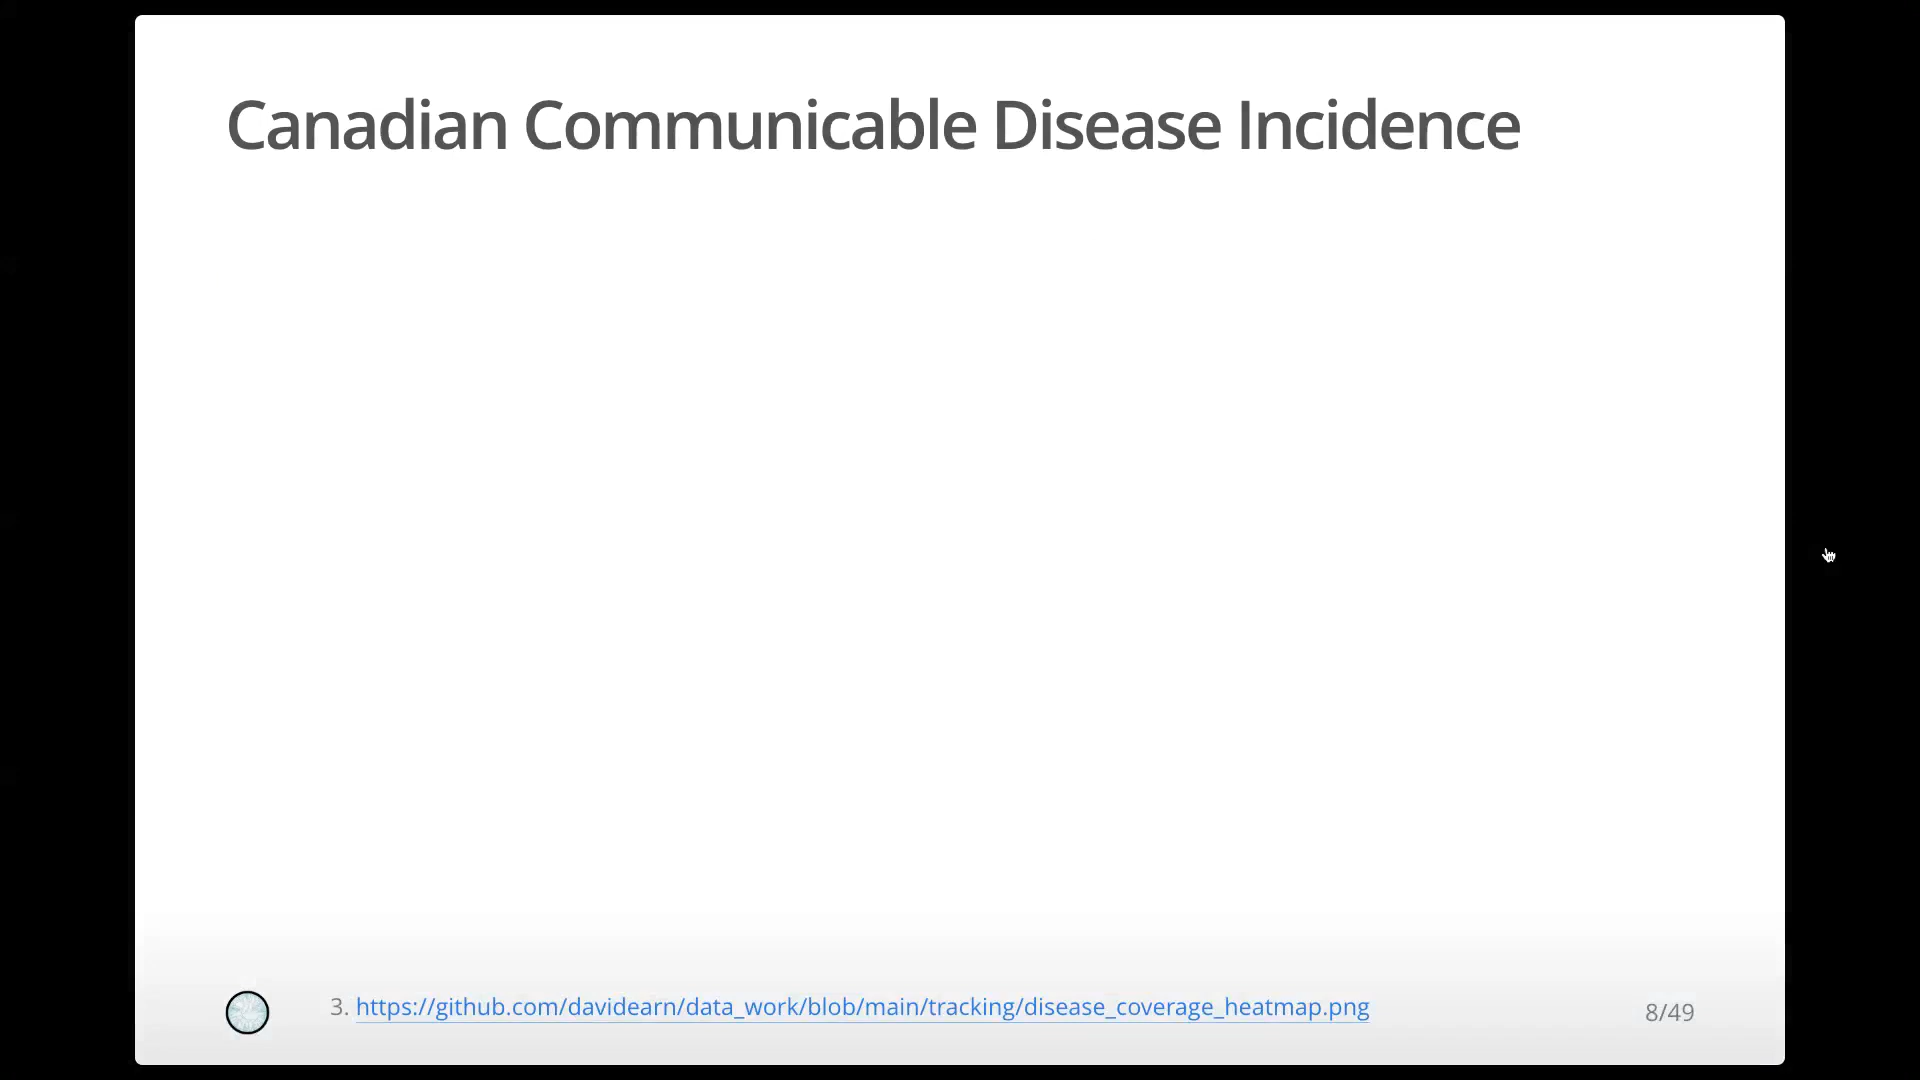 Canadian Communicable Disease Incidence
3. https://github.com/davidearn/data_work/blob/main/tracking/disease_coverage_heatmap.png
8/49